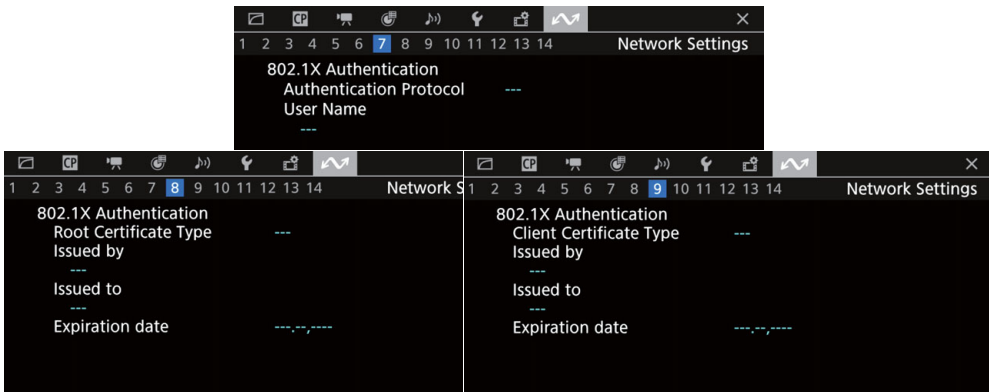 CP
1 2 3 4 5 6 7 8 9 10 11 12 13 14 Network Settings
802.1X Authentication
Authentication Protocol ---
User Name
---
CP
1 2 3 4 5 6 7 8 9 10 11 12 13 14 Network S
802.1X Authentication
Root Certificate Type ---
Issued by
---
Issued to
---
Expiration date ---.--,----
CP
1 2 3 4 5 6 7 8 9 10 11 12 13 14 Network Settings
802.1X Authentication
Client Certificate Type ---
Issued by
---
Issued to
---
Expiration date ---.--,----